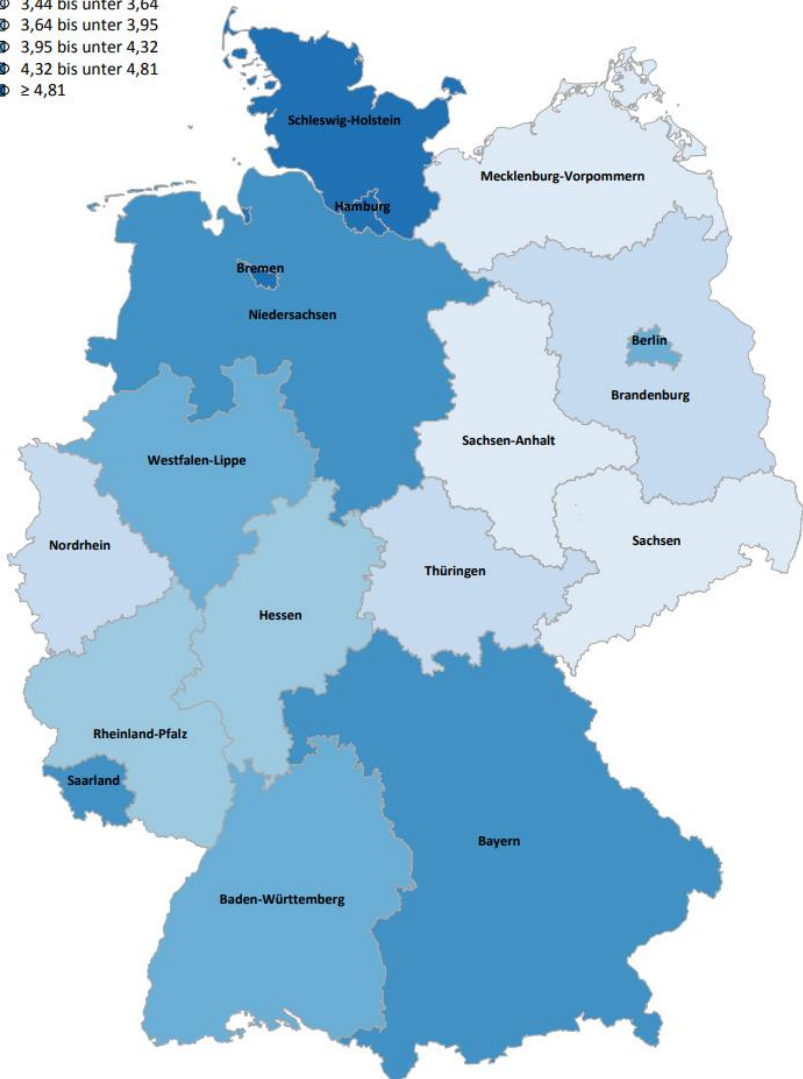 3,44 bis unter 3,64
3,64 bis unter 3,95
3,95 bis unter 4,32
4,32 bis unter 4,81
≥ 4,81
Schleswig-Holstein
Mecklenburg-Vorpommern
Hamburg
Bremen
Niedersachsen
Berlin
Brandenburg
Sachsen-Anhalt
Westfalen-Lippe
Sachsen
Nordrhein
Thüringen
Hessen
Rheinland-Pfalz
Saarland
Bayern
Baden-Württemberg